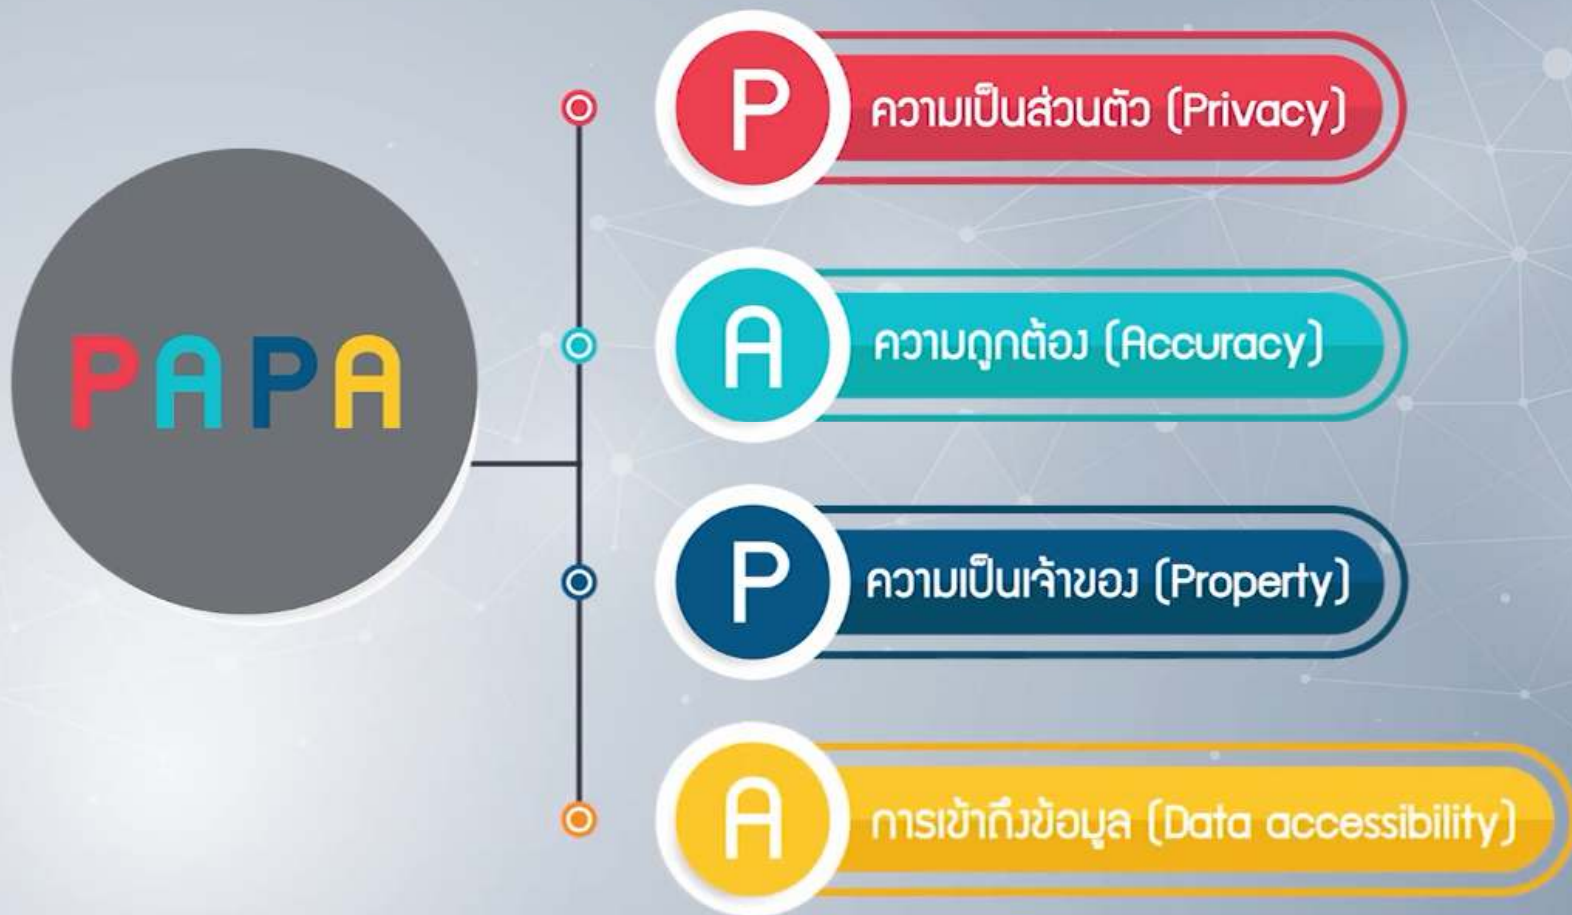 PAPA
P
ความเป็นส่วนตัว (Privacy)
A
ความถูกต้อง (Accuracy)
P
ความเป็นเจ้าของ (Property)
A
การเข้าถึงข้อมูล (Data accessibility)